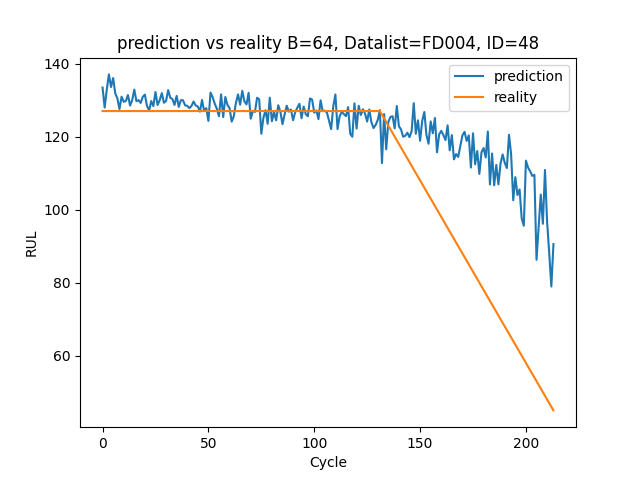 prediction vs reality B=64, Datalist=FD004, ID=48
prediction
reality
140
120
100
80
60
RUL
0
50
100
150
200
Cycle